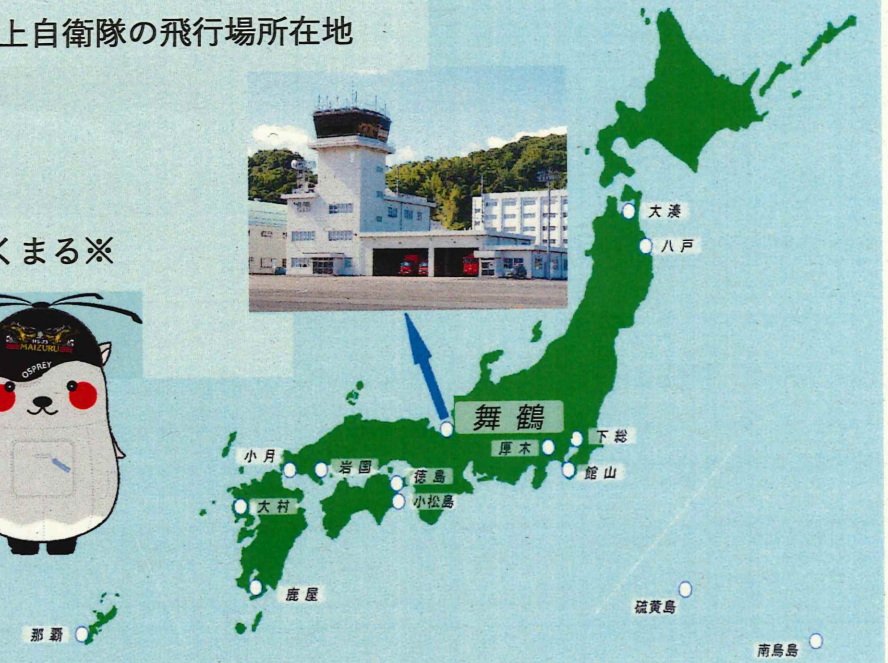 上自衛隊の飛行場所在地
くまる※
HS-23
MAIZURU
OSPREY
大湊
八戸
舞鶴
厚木
下総
館山
小月
岩国
徳島
小松島
大村
鹿屋
那覇
硫黄島
南鳥島